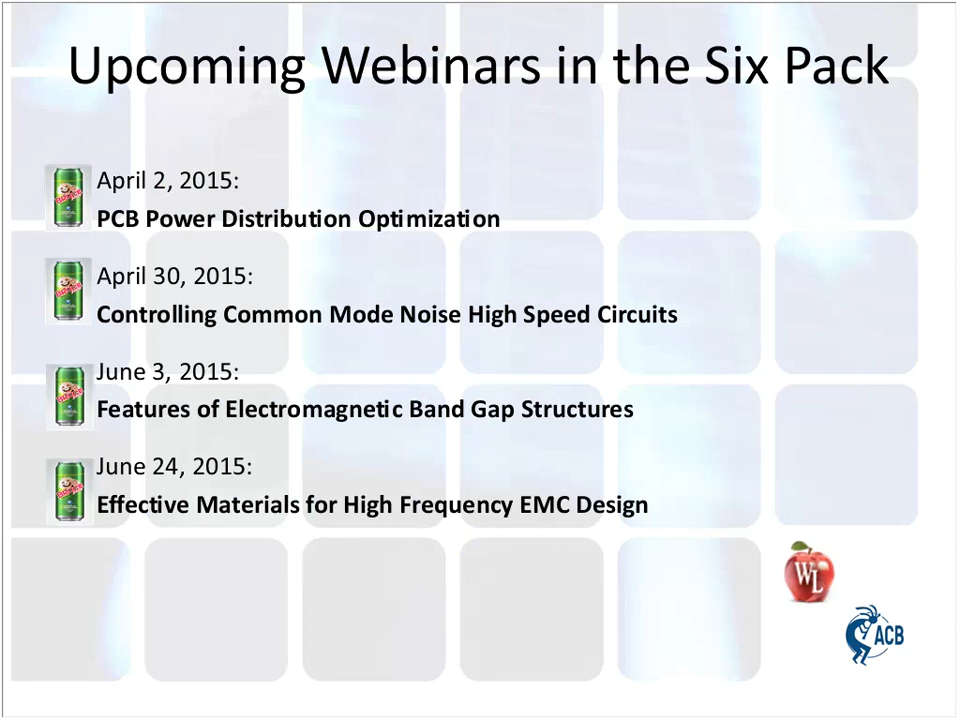 Upcoming Webinars in the Six Pack
April 2, 2015:
PCB Power Distribution Optimization
April 30, 2015:
Controlling Common Mode Noise High Speed Circuits
June 3, 2015:
Features of Electromagnetic Band Gap Structures
June 24, 2015:
Effective Materials for High Frequency EMC Design
WL
ACB